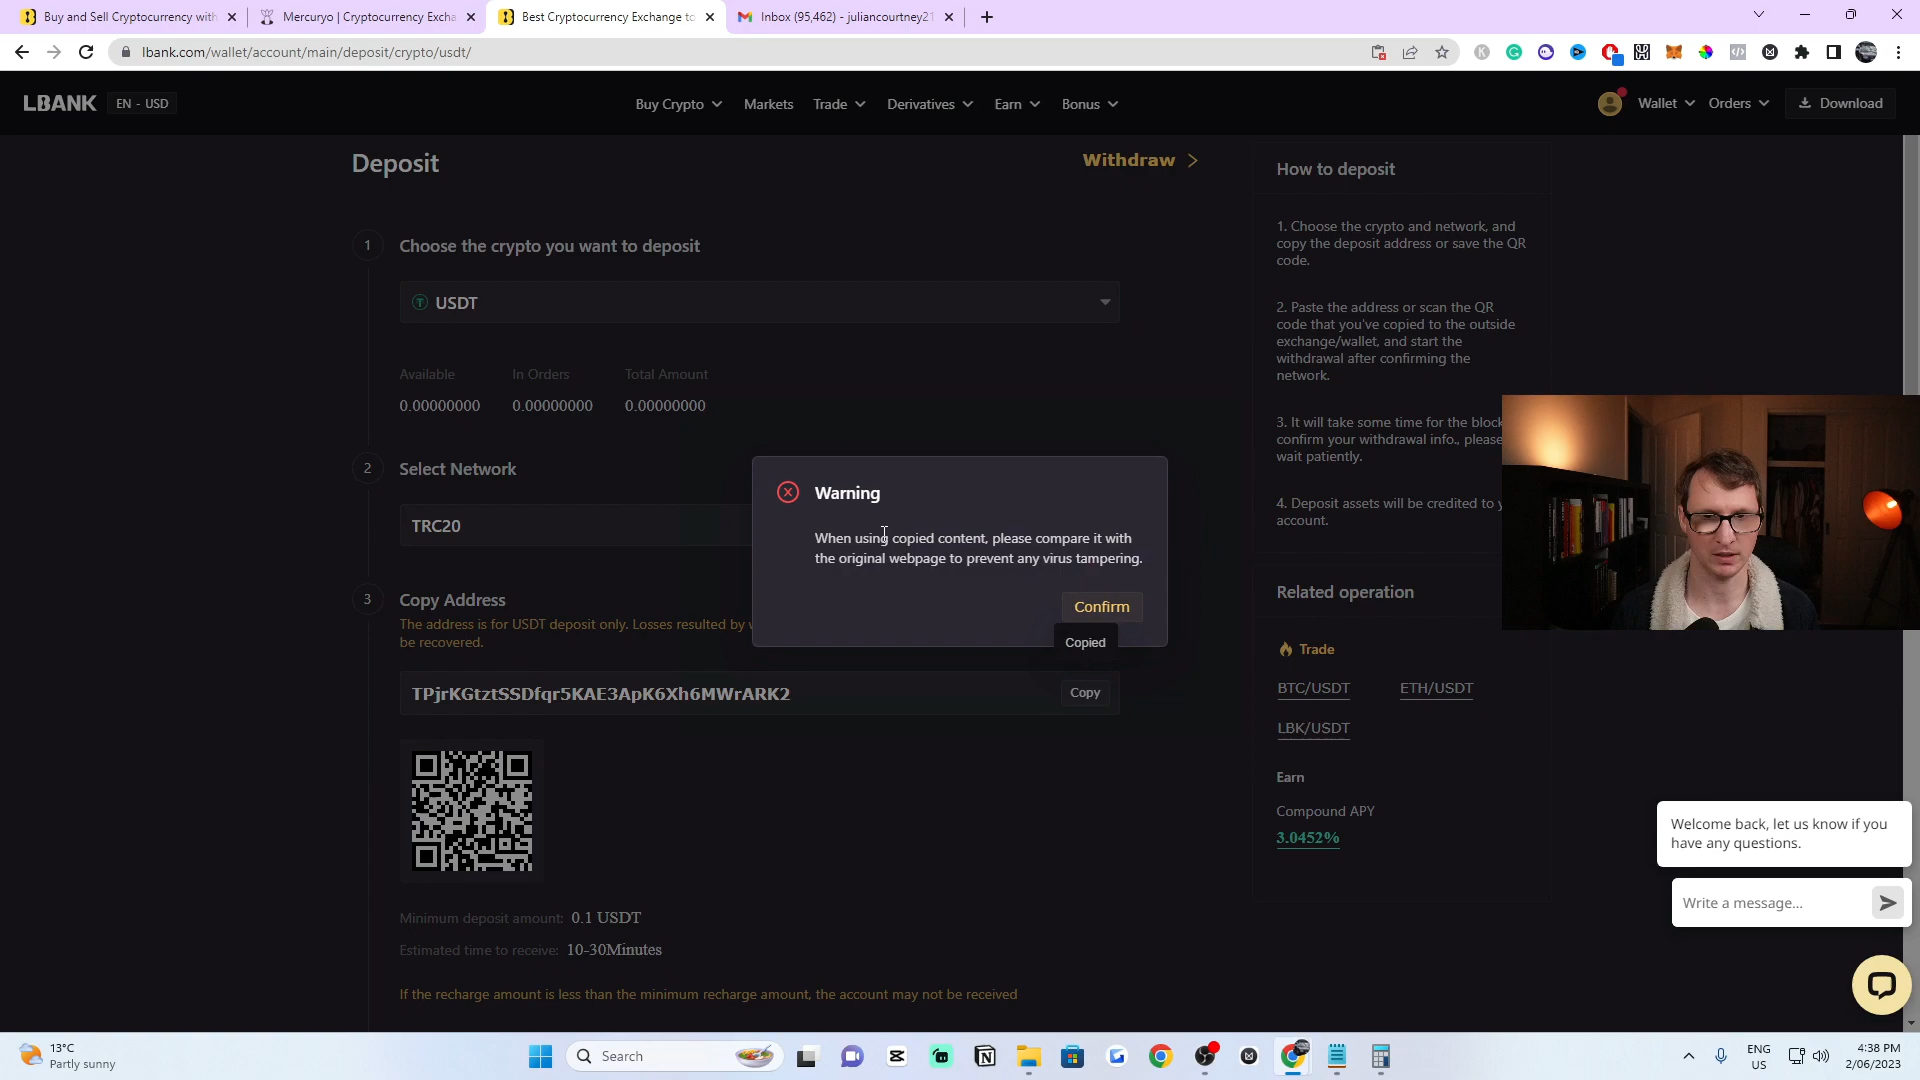 Buy and Sell Cryptocurrency with
Mercuryo | Cryptocurrency Excha
Best Cryptocurrency Exchange to
Inbox (95,462) - juliancourtney21
lbank.com/wallet/account/main/deposit/crypto/usdt/
LBANK
EN - USD
Buy Crypto
Markets
Trade
Derivatives
Earn
Bonus
Wallet
Orders
Download
Deposit
Withdraw
1
Choose the crypto you want to deposit
USDT
Available
In Orders
Total Amount
0.00000000
0.00000000
0.00000000
2
Select Network
TRC20
3
Copy Address
The address is for USDT deposit only. Losses resulted by
be recovered.
TPjrKGtztSSDfqr5KAE3ApK6Xh6MWrARK2
Copy
Minimum deposit amount: 0.1 USDT
Estimated time to receive: 10-30Minutes
If the recharge amount is less than the minimum recharge amount, the account may not be received
Warning
When using copied content, please compare it with
the original webpage to prevent any virus tampering.
Confirm
Copied
How to deposit
1. Choose the crypto and network, and
copy the deposit address or save the QR
code.
2. Paste the address or scan the QR
code that you've copied to the outside
exchange/wallet, and start the
withdrawal after confirming the
network.
3. It will take some time for the block
confirm your withdrawal info., please
wait patiently.
4. Deposit assets will be credited to
account.
Related operation
Trade
BTC/USDT
ETH/USDT
LBK/USDT
Earn
Compound APY
3.0452%
Welcome back, let us know if you
have any questions.
Write a message...
13°C
Partly sunny
Search
ENG
US
4:38 PM
2/06/2023